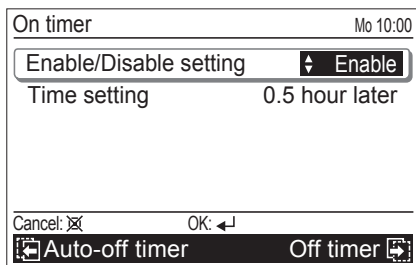 On timer Mo 10:00
Enable/Disable setting Enable
Time setting 0.5 hour later
Cancel: OK:
Auto-off timer Off timer